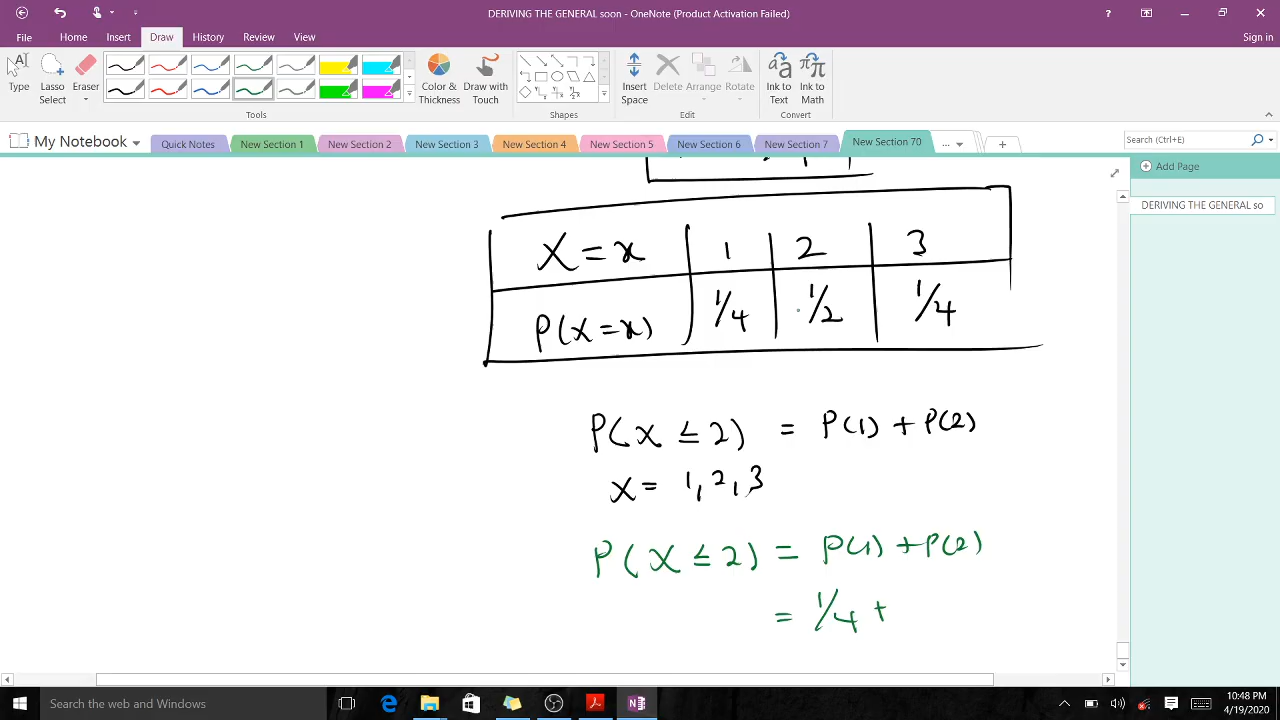 DERIVING THE GENERAL soon - OneNote (Product Activation Failed)
File Home Insert Draw History Review View Sign in
Type Lasso Select Eraser Color & Thickness Draw with Touch Insert Space Delete Arrange Rotate Ink to Text Ink to Math
Tools Shapes Edit Convert
My Notebook Quick Notes New Section 1 New Section 2 New Section 3 New Section 4 New Section 5 New Section 6 New Section 7 New Section 70 ... Search (Ctrl+E)
Add Page
DERIVING THE GENERAL so
X = x 1 2 3
P(X=x) 1/4 1/2 1/4
P(X ≤ 2) = P(1) + P(2)
x = 1, 2, 3
P(X ≤ 2) = P(1) + P(2)
= 1/4 +
Search the web and Windows
10:48 PM
4/19/2020